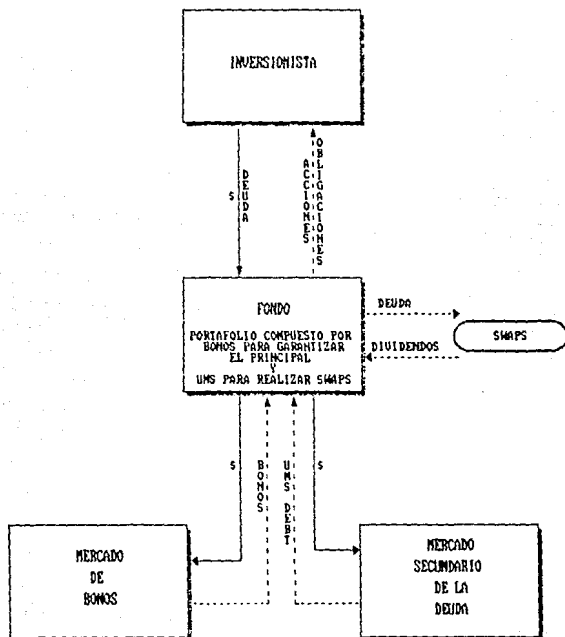 INVERSIONISTA
$
DEUDA
ACCIONES
OBLIGACIONES
FONDO
PORTAFOLIO COMPUESTO POR
BONOS PARA GARANTIZAR
EL PRINCIPAL
Y
UMS PARA REALIZAR SWAPS
DEUDA
SWAPS
DIVIDENDOS
$
BONOS
UMS DEBT
$
MERCADO
DE
BONOS
MERCADO
SECUNDARIO
DE LA
DEUDA